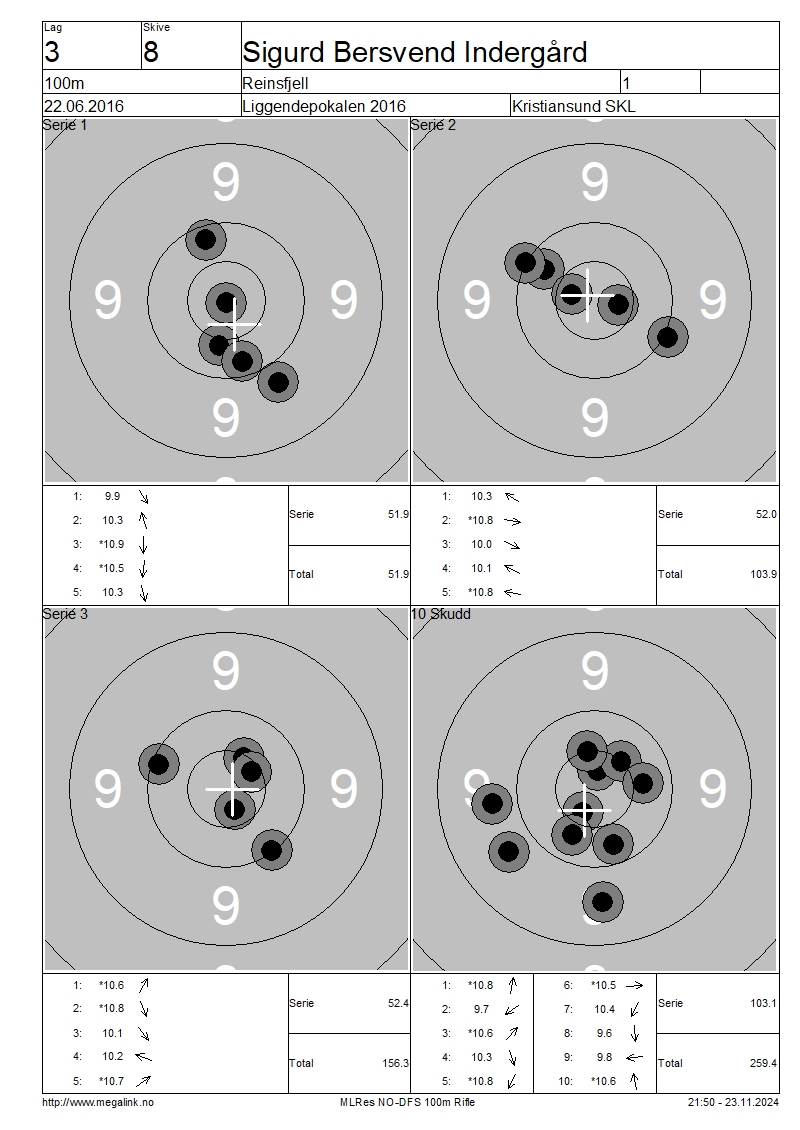 Lag Skive
3 8 Sigurd Bersvend Indergård
100m Reinsfjell 1
22.06.2016 Liggendepokalen 2016 Kristiansund SKL
Serie 1 Serie 2
9 9
9 9 9 9
9 9
1: 9.9 1: 10.3
2: 10.3 Serie 51.9 2: *10.8 Serie 52.0
3: *10.9 3: 10.0
4: *10.5 Total 51.9 4: 10.1 Total 103.9
5: 10.3 5: *10.8
Serie 3 10 Skudd
9 9
9 9 9 9
9 9
1: *10.6 1: *10.8 6: *10.5
2: *10.8 Serie 52.4 2: 9.7 7: 10.4 Serie 103.1
3: 10.1 3: *10.6 8: 9.6
4: 10.2 Total 156.3 4: 10.3 9: 9.8 Total 259.4
5: *10.7 5: *10.8 10: *10.6
http://www.megalink.no MLRes NO-DFS 100m Rifle 21:50 - 23.11.2024